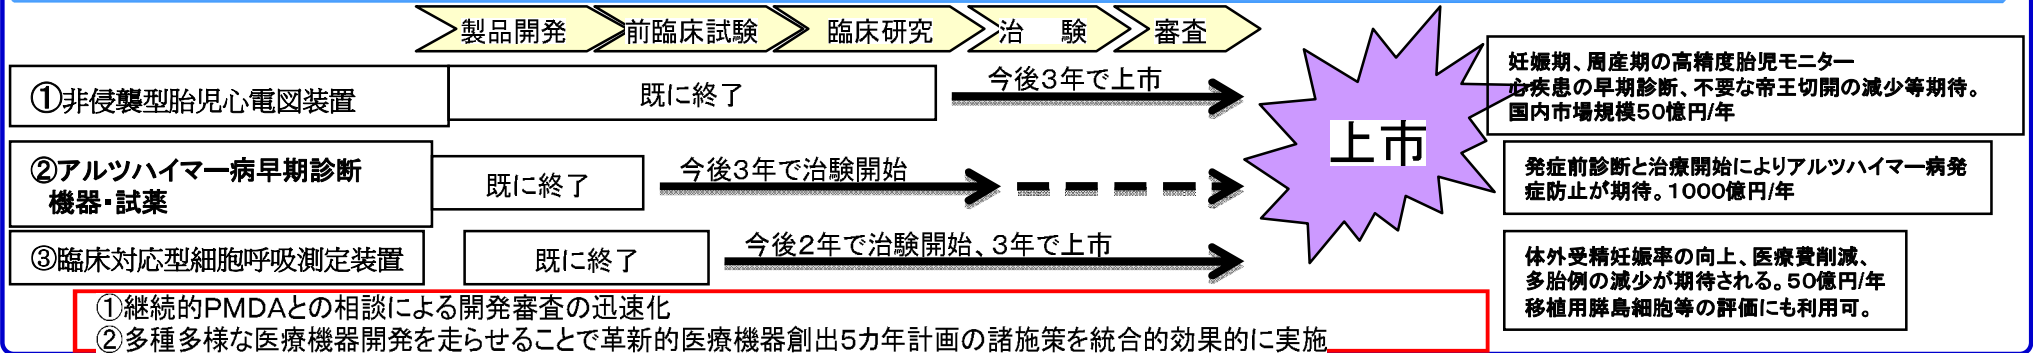 製品開発
前臨床試験
臨床研究
治　験
審査
①非侵襲型胎児心電図装置
既に終了
今後3年で上市
上市
妊娠期、周産期の高精度胎児モニター
心疾患の早期診断、不要な帝王切開の減少等期待。
国内市場規模50億円/年
②アルツハイマー病早期診断
機器・試薬
既に終了
今後3年で治験開始
発症前診断と治療開始によりアルツハイマー病発
症防止が期待。1000億円/年
③臨床対応型細胞呼吸測定装置
既に終了
今後2年で治験開始、3年で上市
体外受精妊娠率の向上、医療費削減、
多胎例の減少が期待される。50億円/年
移植用膵島細胞等の評価にも利用可。
①継続的PMDAとの相談による開発審査の迅速化
②多種多様な医療機器開発を走らせることで革新的医療機器創出5カ年計画の諸施策を統合的効果的に実施